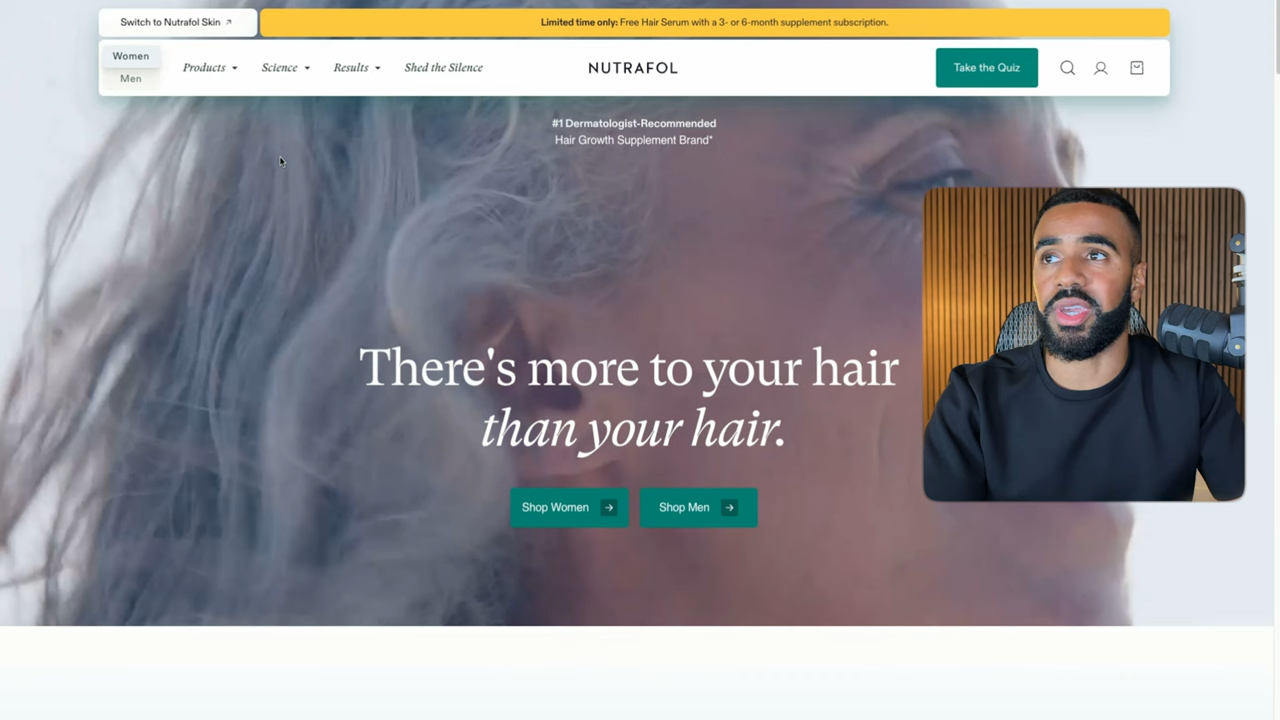 Switch to Nutrafol Skin ↗
Limited time only: Free Hair Serum with a 3- or 6-month supplement subscription.
Women
Men
Products
Science
Results
Shed the Silence
NUTRAFOL
Take the Quiz
#1 Dermatologist-Recommended
Hair Growth Supplement Brand*
There's more to your hair
than your hair.
Shop Women →
Shop Men →